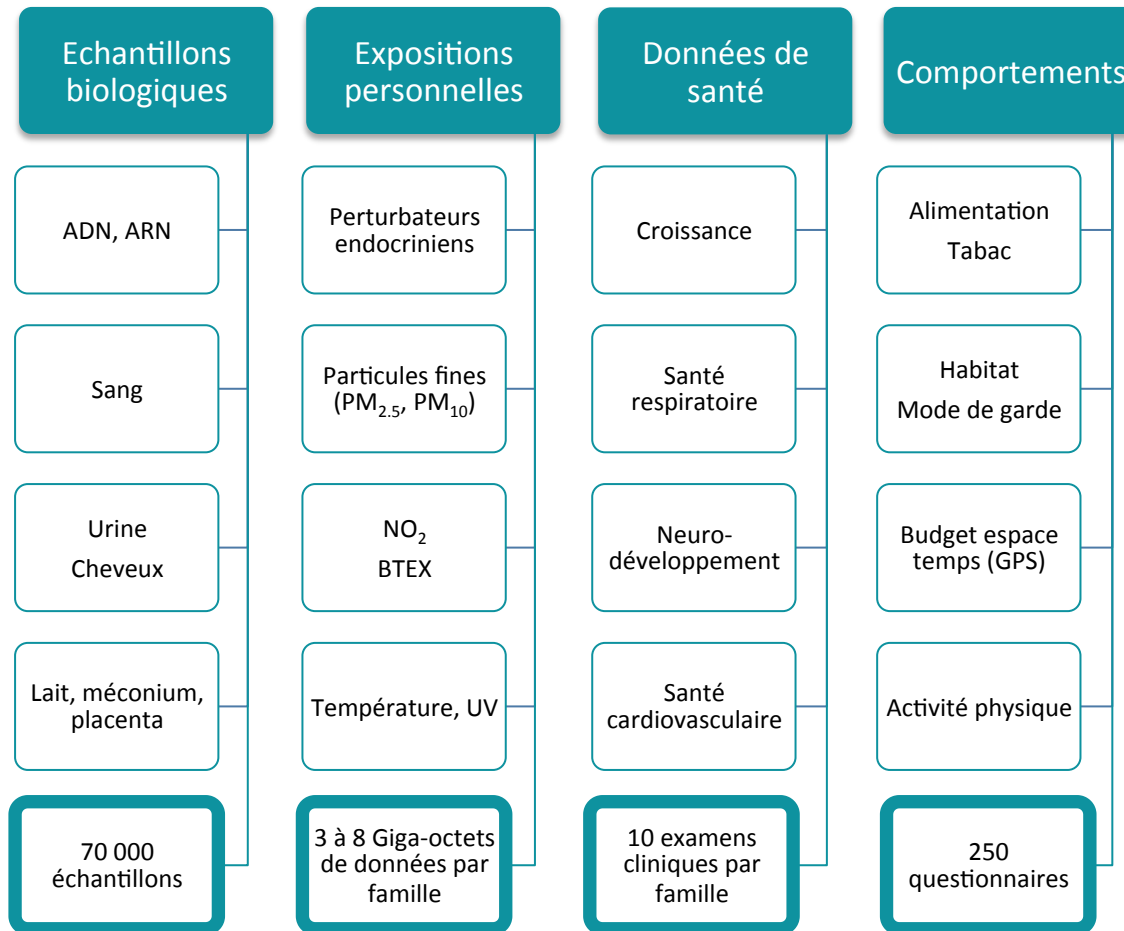 Echantillons
biologiques
ADN, ARN
Sang
Urine
Cheveux
Lait, méconium,
placenta
70 000
échantillons
Expositions
personnelles
Perturbateurs
endocriniens
Particules fines
(PM2.5, PM10)
NO2
BTEX
Température, UV
3 à 8 Giga-octets
de données par
famille
Données de
santé
Croissance
Santé
respiratoire
Neuro-
développement
Santé
cardiovasculaire
10 examens
cliniques par
famille
Comportements
Alimentation
Tabac
Habitat
Mode de garde
Budget espace
temps (GPS)
Activité physique
250
questionnaires